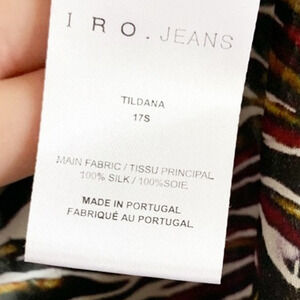 IRO.JEANS
TILDANA
17S
MAIN FABRIC / TISSU PRINCIPAL
100% SILK / 100%SOIE
MADE IN PORTUGAL
FABRIQUÉ AU PORTUGAL